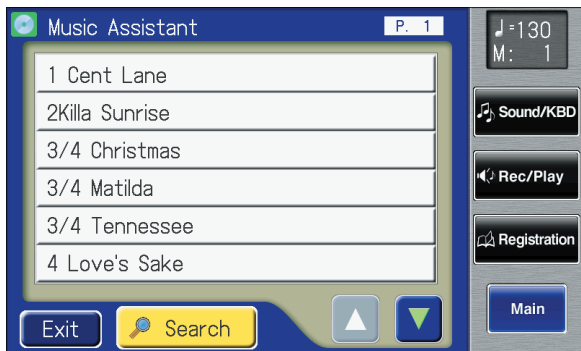 Music Assistant P. 1
1 Cent Lane
2Killa Sunrise
3/4 Christmas
3/4 Matilda
3/4 Tennessee
4 Love's Sake
Exit
Search
♩=130
M: 1
Sound/KBD
Rec/Play
Registration
Main